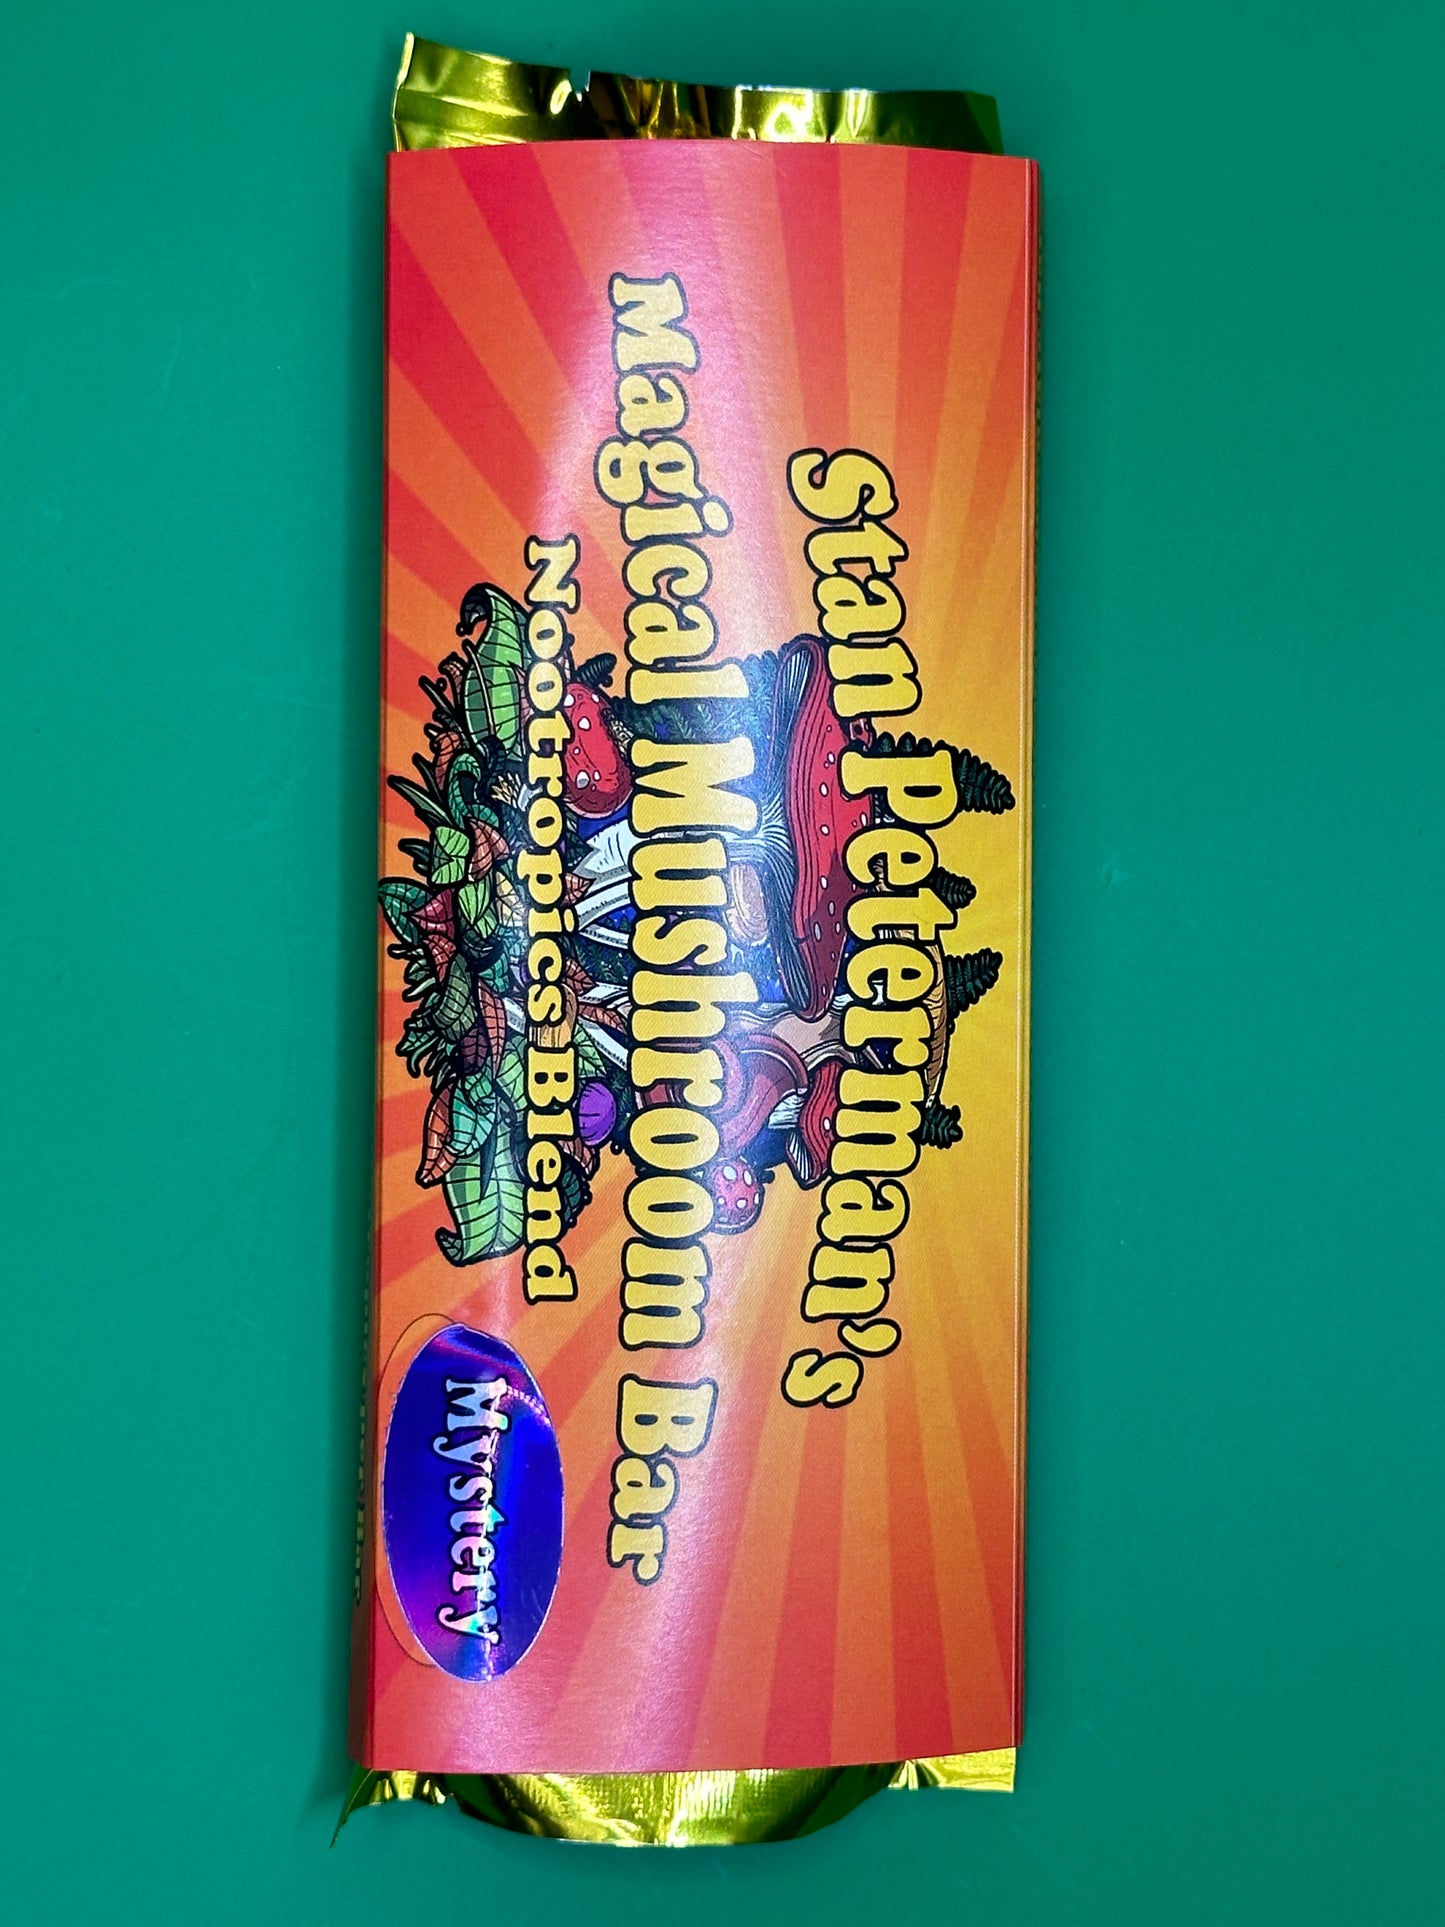 Stan Peterman's
Magical Mushroom Bar
Nootropics Blend
Mystery